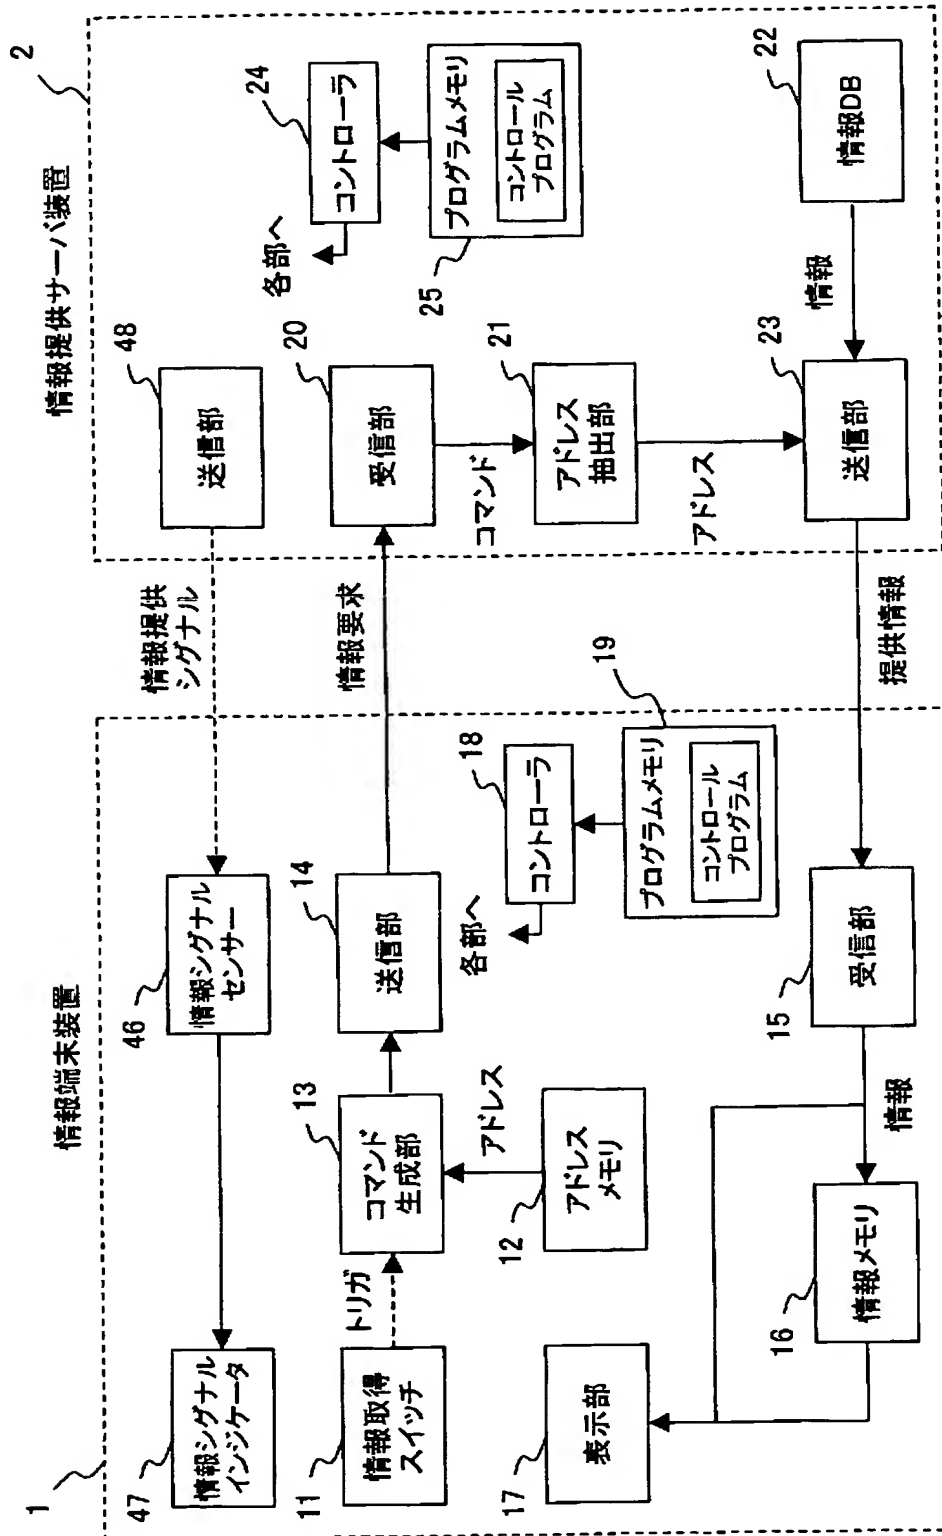 1
情報端末装置
47
情報シグナル
インジケータ
46
情報シグナル
センサー
情報提供
シグナル
2
情報提供サーバ装置
48
送信部
11
情報取得
スイッチ
トリガ
13
コマンド
生成部
14
送信部
情報要求
20
受信部
コマンド
12
アドレス
メモリ
アドレス
各部へ
18
コントローラ
19
プログラムメモリ
コントロール
プログラム
21
アドレス
抽出部
アドレス
各部へ
24
コントローラ
25
プログラムメモリ
コントロール
プログラム
17
表示部
16
情報メモリ
情報
15
受信部
提供情報
23
送信部
情報
22
情報DB